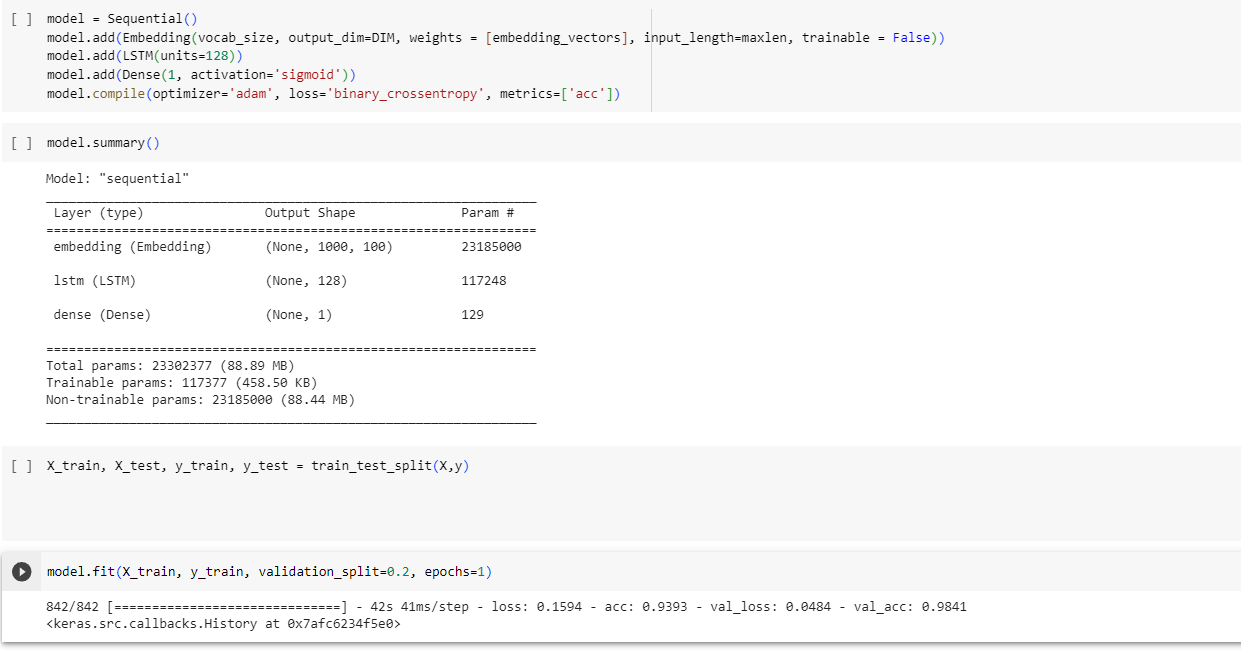 [ ] model = Sequential()
model.add(Embedding(vocab_size, output_dim=DIM, weights = [embedding_vectors], input_length=maxlen, trainable = False))
model.add(LSTM(units=128))
model.add(Dense(1, activation='sigmoid'))
model.compile(optimizer='adam', loss='binary_crossentropy', metrics=['acc'])
[ ] model.summary()
Model: "sequential"
_________________________________________________________________
Layer (type) Output Shape Param #
=================================================================
embedding (Embedding) (None, 1000, 100) 23185000
lstm (LSTM) (None, 128) 117248
dense (Dense) (None, 1) 129
=================================================================
Total params: 23302377 (88.89 MB)
Trainable params: 117377 (458.50 KB)
Non-trainable params: 23185000 (88.44 MB)
_________________________________________________________________
[ ] X_train, X_test, y_train, y_test = train_test_split(X,y)
model.fit(X_train, y_train, validation_split=0.2, epochs=1)
842/842 [==============================] - 42s 41ms/step - loss: 0.1594 - acc: 0.9393 - val_loss: 0.0484 - val_acc: 0.9841
<keras.src.callbacks.History at 0x7afc6234f5e0>